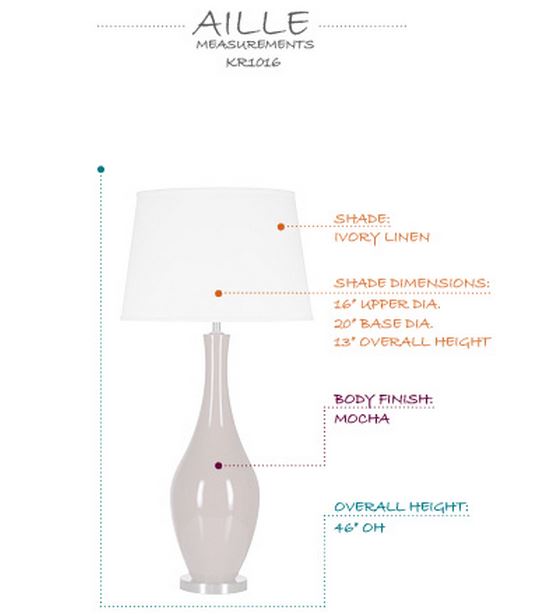 AILLE
MEASUREMENTS
KR1016
SHADE:
IVORY LINEN
SHADE DIMENSIONS:
16" UPPER DIA.
20" BASE DIA.
13" OVERALL HEIGHT
BODY FINISH:
MOCHA
OVERALL HEIGHT:
46" OH